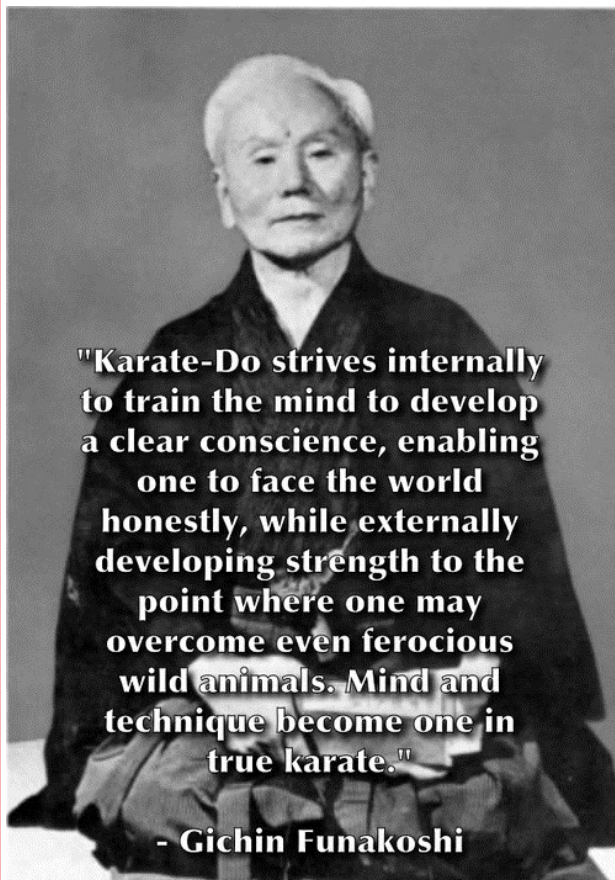 "Karate-Do strives internally
to train the mind to develop
a clear conscience, enabling
one to face the world
honestly, while externally
developing strength to the
point where one may
overcome even ferocious
wild animals. Mind and
technique become one in
true karate."
- Gichin Funakoshi